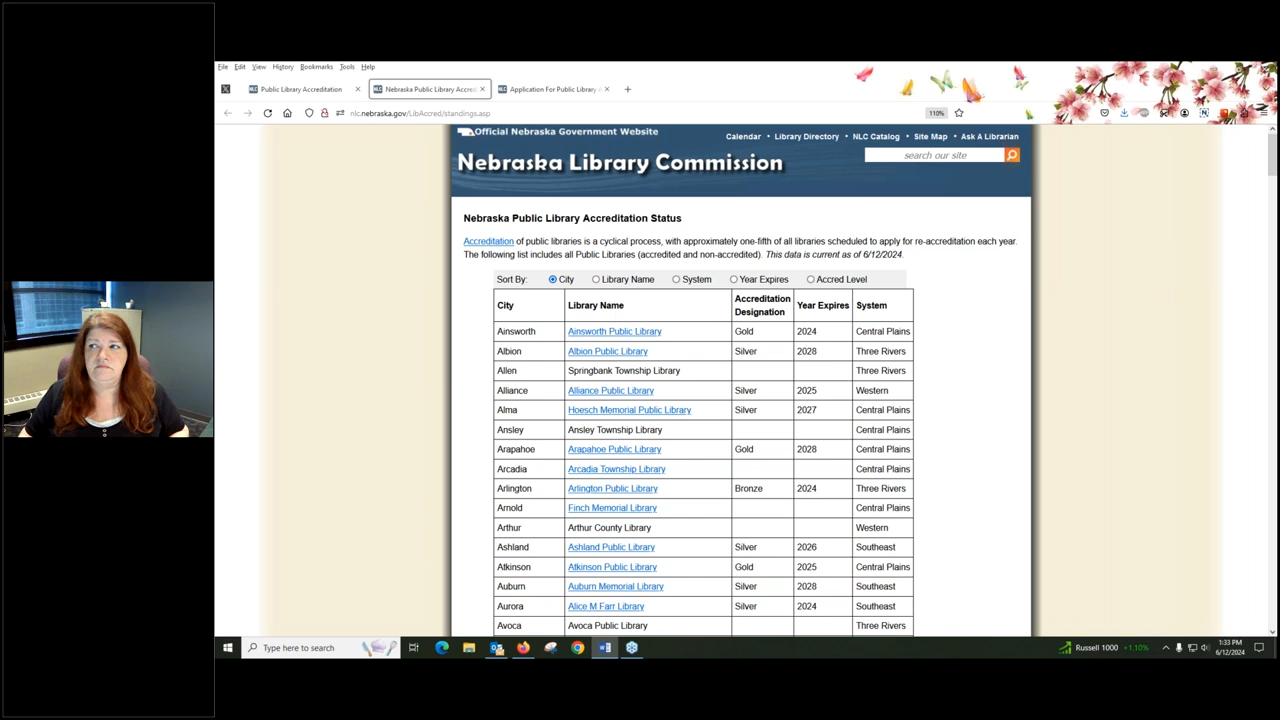 File Edit View History Bookmarks Tools Help
Public Library Accreditation
Nebraska Public Library Accred
Application For Public Library
nlc.nebraska.gov/LibAccred/standings.asp
110%
Official Nebraska Government Website
Calendar • Library Directory • NLC Catalog • Site Map • Ask A Librarian
Nebraska Library Commission
search our site
Nebraska Public Library Accreditation Status
Accreditation of public libraries is a cyclical process, with approximately one-fifth of all libraries scheduled to apply for re-accreditation each year.
The following list includes all Public Libraries (accredited and non-accredited). This data is current as of 6/12/2024.
Sort By: City Library Name System Year Expires Accred Level
City Library Name Accreditation Designation Year Expires System
Ainsworth Ainsworth Public Library Gold 2024 Central Plains
Albion Albion Public Library Silver 2028 Three Rivers
Allen Springbank Township Library Three Rivers
Alliance Alliance Public Library Silver 2025 Western
Alma Hoesch Memorial Public Library Silver 2027 Central Plains
Ansley Ansley Township Library Central Plains
Arapahoe Arapahoe Public Library Gold 2028 Central Plains
Arcadia Arcadia Township Library Central Plains
Arlington Arlington Public Library Bronze 2024 Three Rivers
Arnold Finch Memorial Library Central Plains
Arthur Arthur County Library Western
Ashland Ashland Public Library Silver 2026 Southeast
Atkinson Atkinson Public Library Gold 2025 Central Plains
Auburn Auburn Memorial Library Silver 2028 Southeast
Aurora Alice M Farr Library Silver 2024 Southeast
Avoca Avoca Public Library Three Rivers
Type here to search
Russell 1000 +1.10%
1:33 PM
6/12/2024